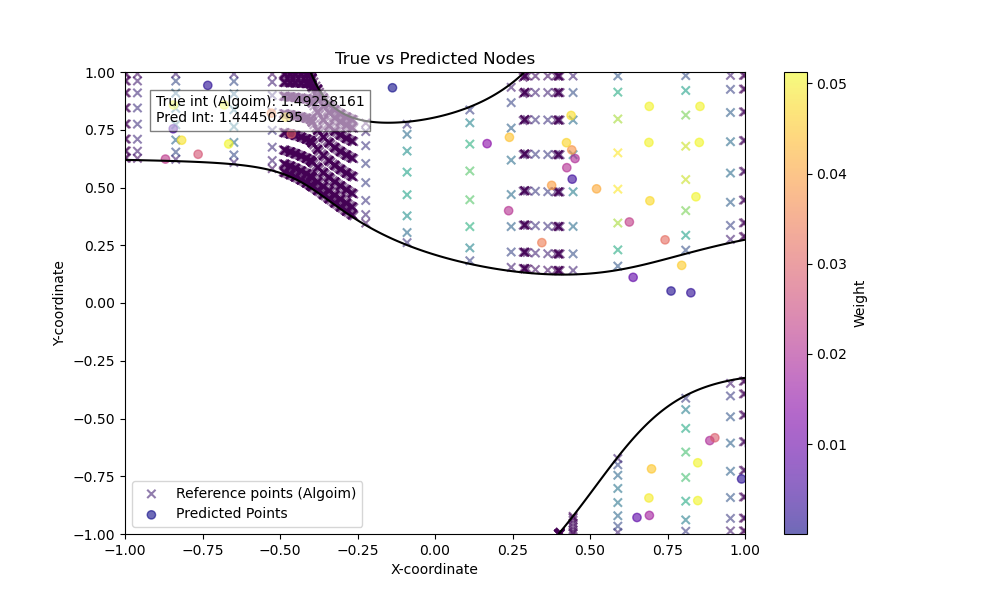 True vs Predicted Nodes
True int (Algoim): 1.49258161
Pred Int: 1.44450295
1.00
0.75
0.50
0.25
0.00
−0.25
−0.50
−0.75
−1.00
Y-coordinate
Reference points (Algoim)
Predicted Points
−1.00 −0.75 −0.50 −0.25 0.00 0.25 0.50 0.75 1.00
X-coordinate
0.05
0.04
0.03
0.02
0.01
Weight